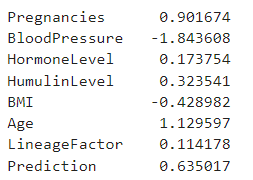 Pregnancies 0.901674
BloodPressure -1.843608
HormoneLevel 0.173754
HumulinLevel 0.323541
BMI -0.428982
Age 1.129597
LineageFactor 0.114178
Prediction 0.635017